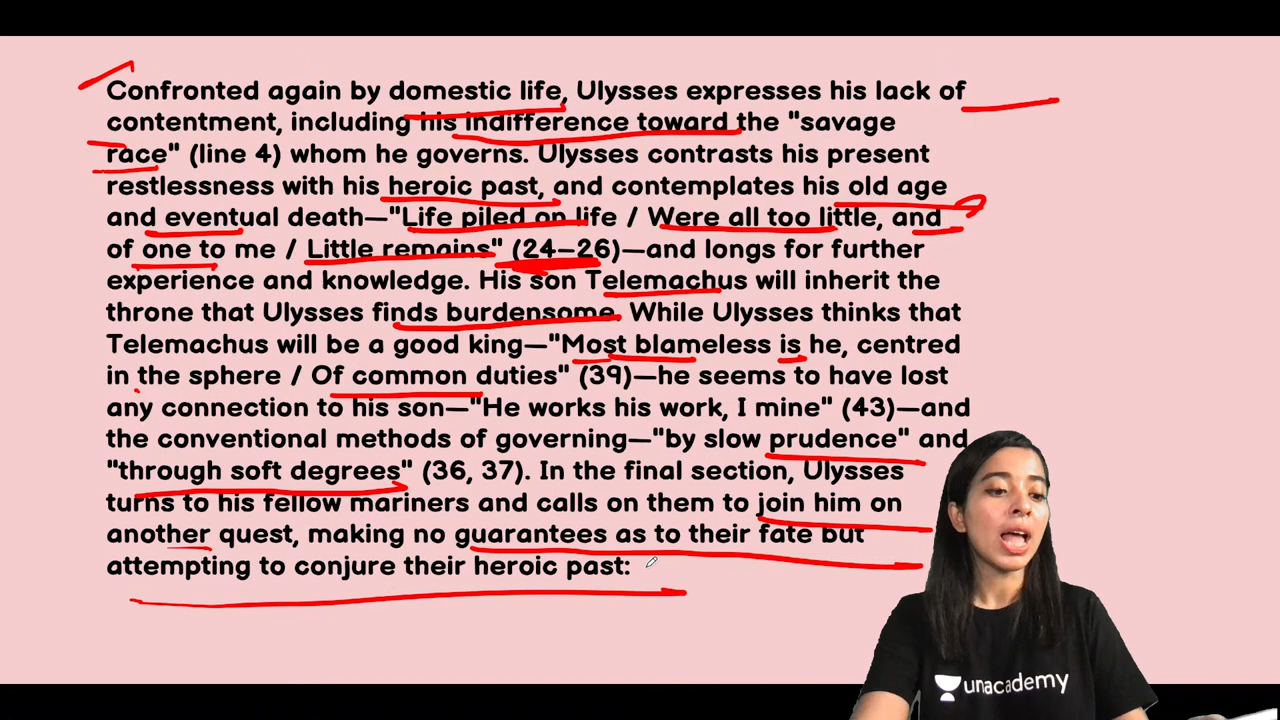 Confronted again by domestic life, Ulysses expresses his lack of
contentment, including his indifference toward the "savage
race" (line 4) whom he governs. Ulysses contrasts his present
restlessness with his heroic past, and contemplates his old age
and eventual death—"Life piled on life / Were all too little, and
of one to me / Little remains" (24—26)—and longs for further
experience and knowledge. His son Telemachus will inherit the
throne that Ulysses finds burdensome. While Ulysses thinks that
Telemachus will be a good king—"Most blameless is he, centred
in the sphere / Of common duties" (39)—he seems to have lost
any connection to his son—"He works his work, I mine" (43)—and
the conventional methods of governing—"by slow prudence" and
"through soft degrees" (36, 37). In the final section, Ulysses
turns to his fellow mariners and calls on them to join him on
another quest, making no guarantees as to their fate but
attempting to conjure their heroic past:
unacademy